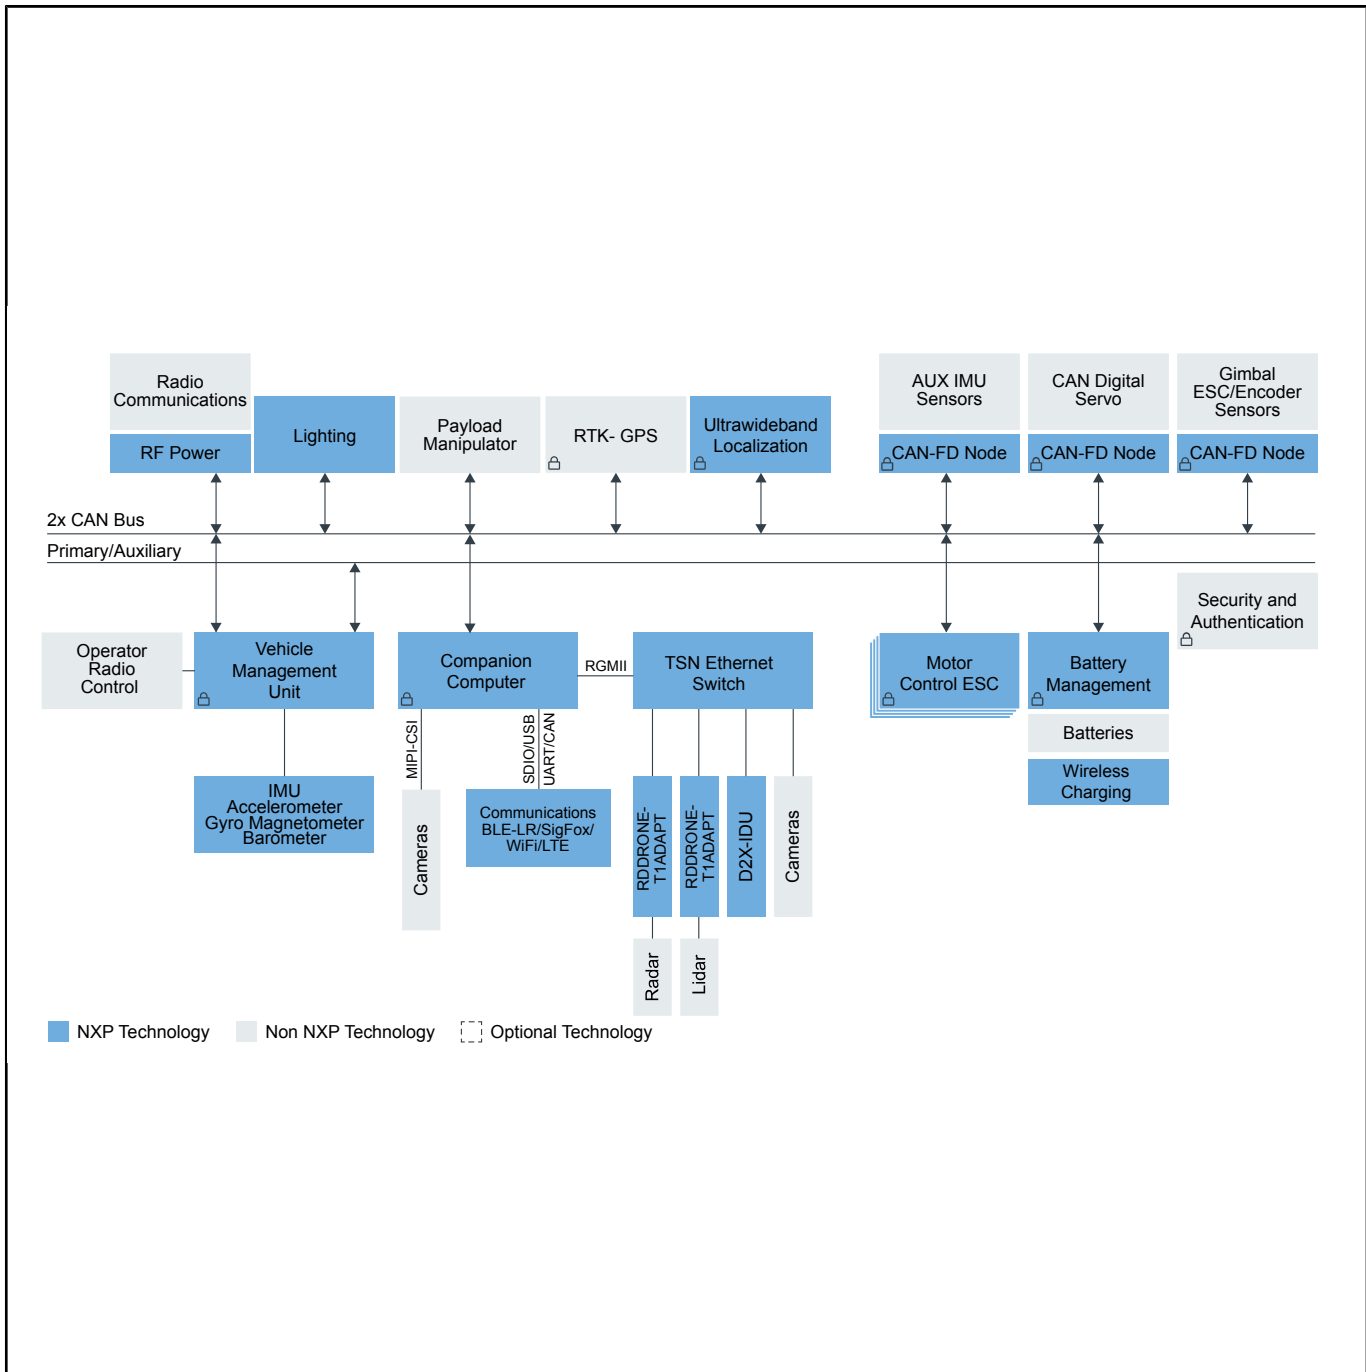 Radio
Communications
RF Power
Lighting
Payload
Manipulator
RTK- GPS
Ultrawideband
Localization
AUX IMU
Sensors
CAN-FD Node
CAN Digital
Servo
CAN-FD Node
Gimbal
ESC/Encoder
Sensors
CAN-FD Node
2x CAN Bus
Primary/Auxiliary
Security and
Authentication
Operator
Radio
Control
Vehicle
Management
Unit
Companion
Computer
RGMII
TSN Ethernet
Switch
Motor
Control ESC
Battery
Management
Batteries
Wireless
Charging
MIPI-CSI
SDIO/USB
UART/CAN
IMU
Accelerometer
Gyro Magnetometer
Barometer
Cameras
Communications
BLE-LR/SigFox/
WiFi/LTE
RDDRONE-
T1ADAPT
RDDRONE-
T1ADAPT
D2X-IDU
Cameras
Radar
Lidar
NXP Technology
Non NXP Technology
Optional Technology